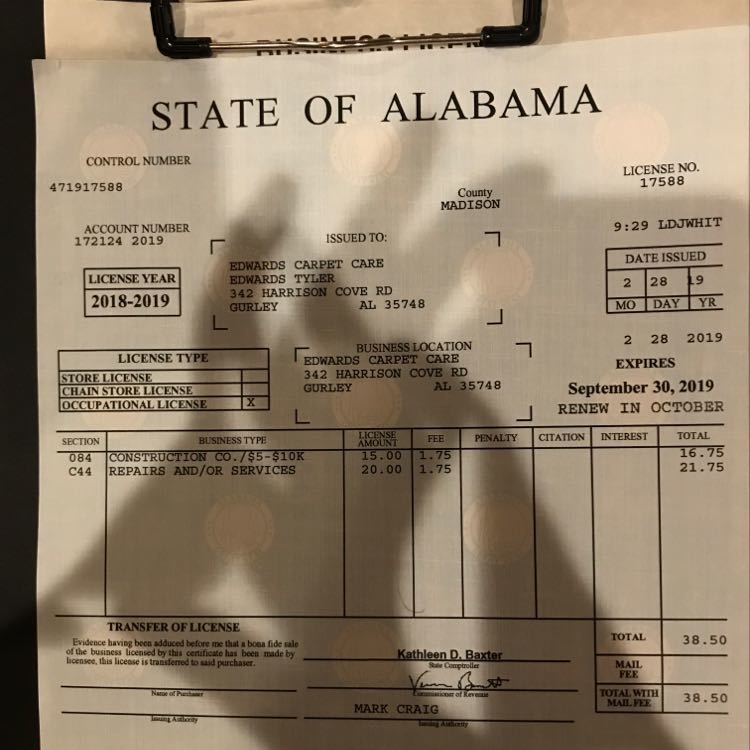 BUSINESS LICEN
STATE OF ALABAMA
CONTROL NUMBER
471917588
LICENSE NO.
17588
County
MADISON
ACCOUNT NUMBER
172124 2019
9:29 LDJWHIT
ISSUED TO:
EDWARDS CARPET CARE
EDWARDS TYLER
342 HARRISON COVE RD
GURLEY AL 35748
LICENSE YEAR
2018-2019
DATE ISSUED
2 28 19
MO DAY YR
2 28 2019
BUSINESS LOCATION
EDWARDS CARPET CARE
342 HARRISON COVE RD
GURLEY AL 35748
LICENSE TYPE
STORE LICENSE
CHAIN STORE LICENSE
OCCUPATIONAL LICENSE X
EXPIRES
September 30, 2019
RENEW IN OCTOBER
SECTION BUSINESS TYPE LICENSE AMOUNT FEE PENALTY CITATION INTEREST TOTAL
084 CONSTRUCTION CO./$5-$10K 15.00 1.75 16.75
C44 REPAIRS AND/OR SERVICES 20.00 1.75 21.75
TRANSFER OF LICENSE
Evidence having been adduced before me that a bona fide sale
of the business licensed by this certificate has been made by
licensee, this license is transferred to said purchaser.
Name of Purchaser
Issuing Authority
Kathleen D. Baxter
State Comptroller
Commissioner of Revenue
MARK CRAIG
Issuing Authority
TOTAL 38.50
MAIL FEE
TOTAL WITH MAIL FEE 38.50